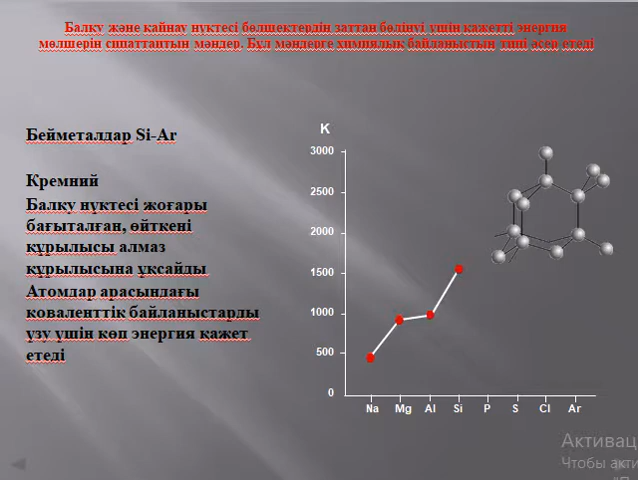 Балқу және қайнау нүктесі бөлшектердің заттан бөлінуі үшін қажетті энергия
мөлшерін сипаттайтын мәндер. Бұл мәндерге химиялық байланыстың типі әсер етеді
Бейметалдар Si-Ar
Кремний
Балқу нүктесі жоғары
бағыталған, өйткені
құрылысы алмаз
құрылысына ұқсайды
Атомдар арасындағы
коваленттік байланыстарды
үзу үшін көп энергия қажет
етеді
K
3000
2500
2000
1500
1000
500
0
Na Mg Al Si P S Cl Ar
Активац
Чтобы акти